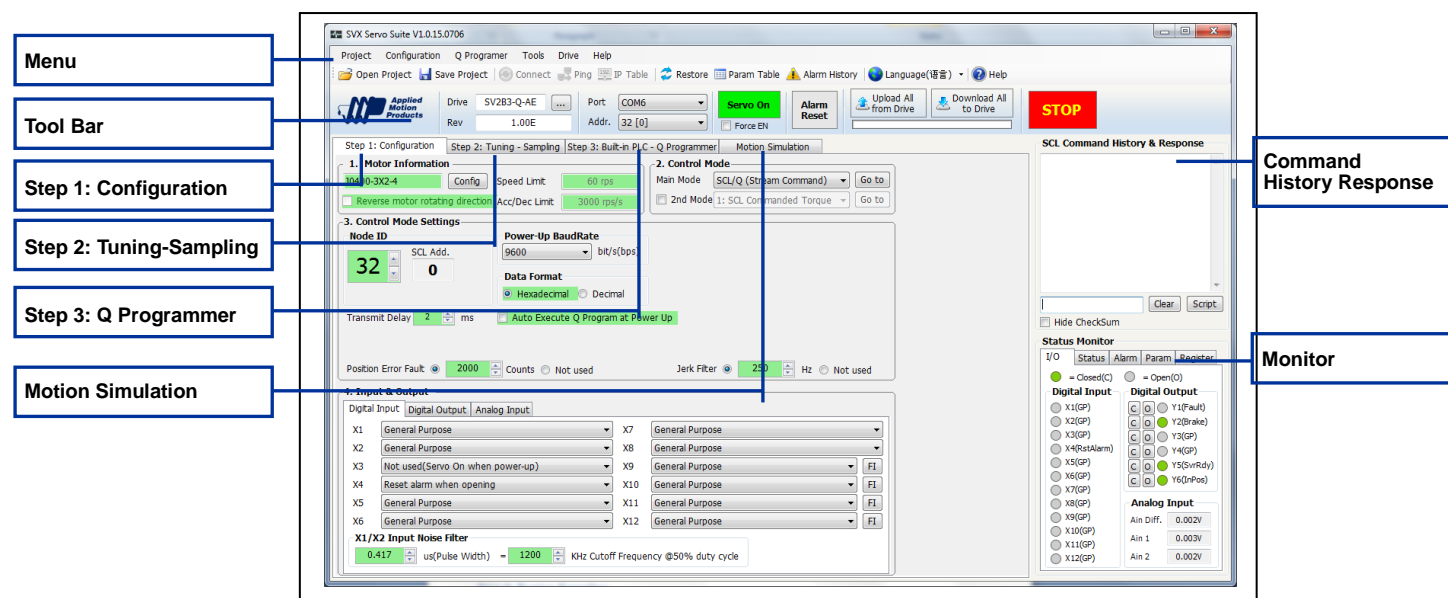 Menu
Tool Bar
Step 1: Configuration
Step 2: Tuning-Sampling
Step 3: Q Programmer
Motion Simulation
SVX Servo Suite V1.0.15.0706
Project Configuration Q Programer Tools Drive Help
Open Project Save Project Connect Ping IP Table Restore Param Table Alarm History Language(语言) Help
Applied Motion Products
Drive SV2B3-Q-AE ... Port COM6 Servo On Alarm Reset Upload All from Drive Download All to Drive STOP
Rev 1.00E Addr. 32 [0] Force EN
Step 1: Configuration Step 2: Tuning - Sampling Step 3: Built-in PLC - Q Programmer Motion Simulation
1. Motor Information
10400-3X2-4 Config Speed Limit 60 rps
Reverse motor rotating direction Acc/Dec Limit 3000 rps/s
2. Control Mode
Main Mode SCL/Q (Stream Command) Go to
2nd Mode 1: SCL Commanded Torque Go to
3. Control Mode Settings
Node ID Power-Up BaudRate
32 SCL Add. 0 9600 bit/s(bps)
Data Format
Hexadecimal Decimal
Transmit Delay 2 ms Auto Execute Q Program at Power Up
Position Error Fault 2000 Counts Not used Jerk Filter 250 Hz Not used
4. Input & Output
Digital Input Digital Output Analog Input
X1 General Purpose X7 General Purpose
X2 General Purpose X8 General Purpose
X3 Not used(Servo On when power-up) X9 General Purpose FI
X4 Reset alarm when opening X10 General Purpose FI
X5 General Purpose X11 General Purpose FI
X6 General Purpose X12 General Purpose FI
X1/X2 Input Noise Filter
0.417 us(Pulse Width) = 1200 KHz Cutoff Frequency @50% duty cycle
SCL Command History & Response
Clear Script
Hide CheckSum
Status Monitor
I/O Status Alarm Param Register
= Closed(C) = Open(O)
Digital Input Digital Output
X1(GP) C O Y1(Fault)
X2(GP) C O Y2(Brake)
X3(GP) C O Y3(GP)
X4(RstAlarm) C O Y4(GP)
X5(GP) C O Y5(SvrRdy)
X6(GP) C O Y6(InPos)
X7(GP)
X8(GP) Analog Input
X9(GP) Ain Diff. 0.002V
X10(GP)
X11(GP) Ain 1 0.003V
X12(GP) Ain 2 0.002V
Command
History Response
Monitor